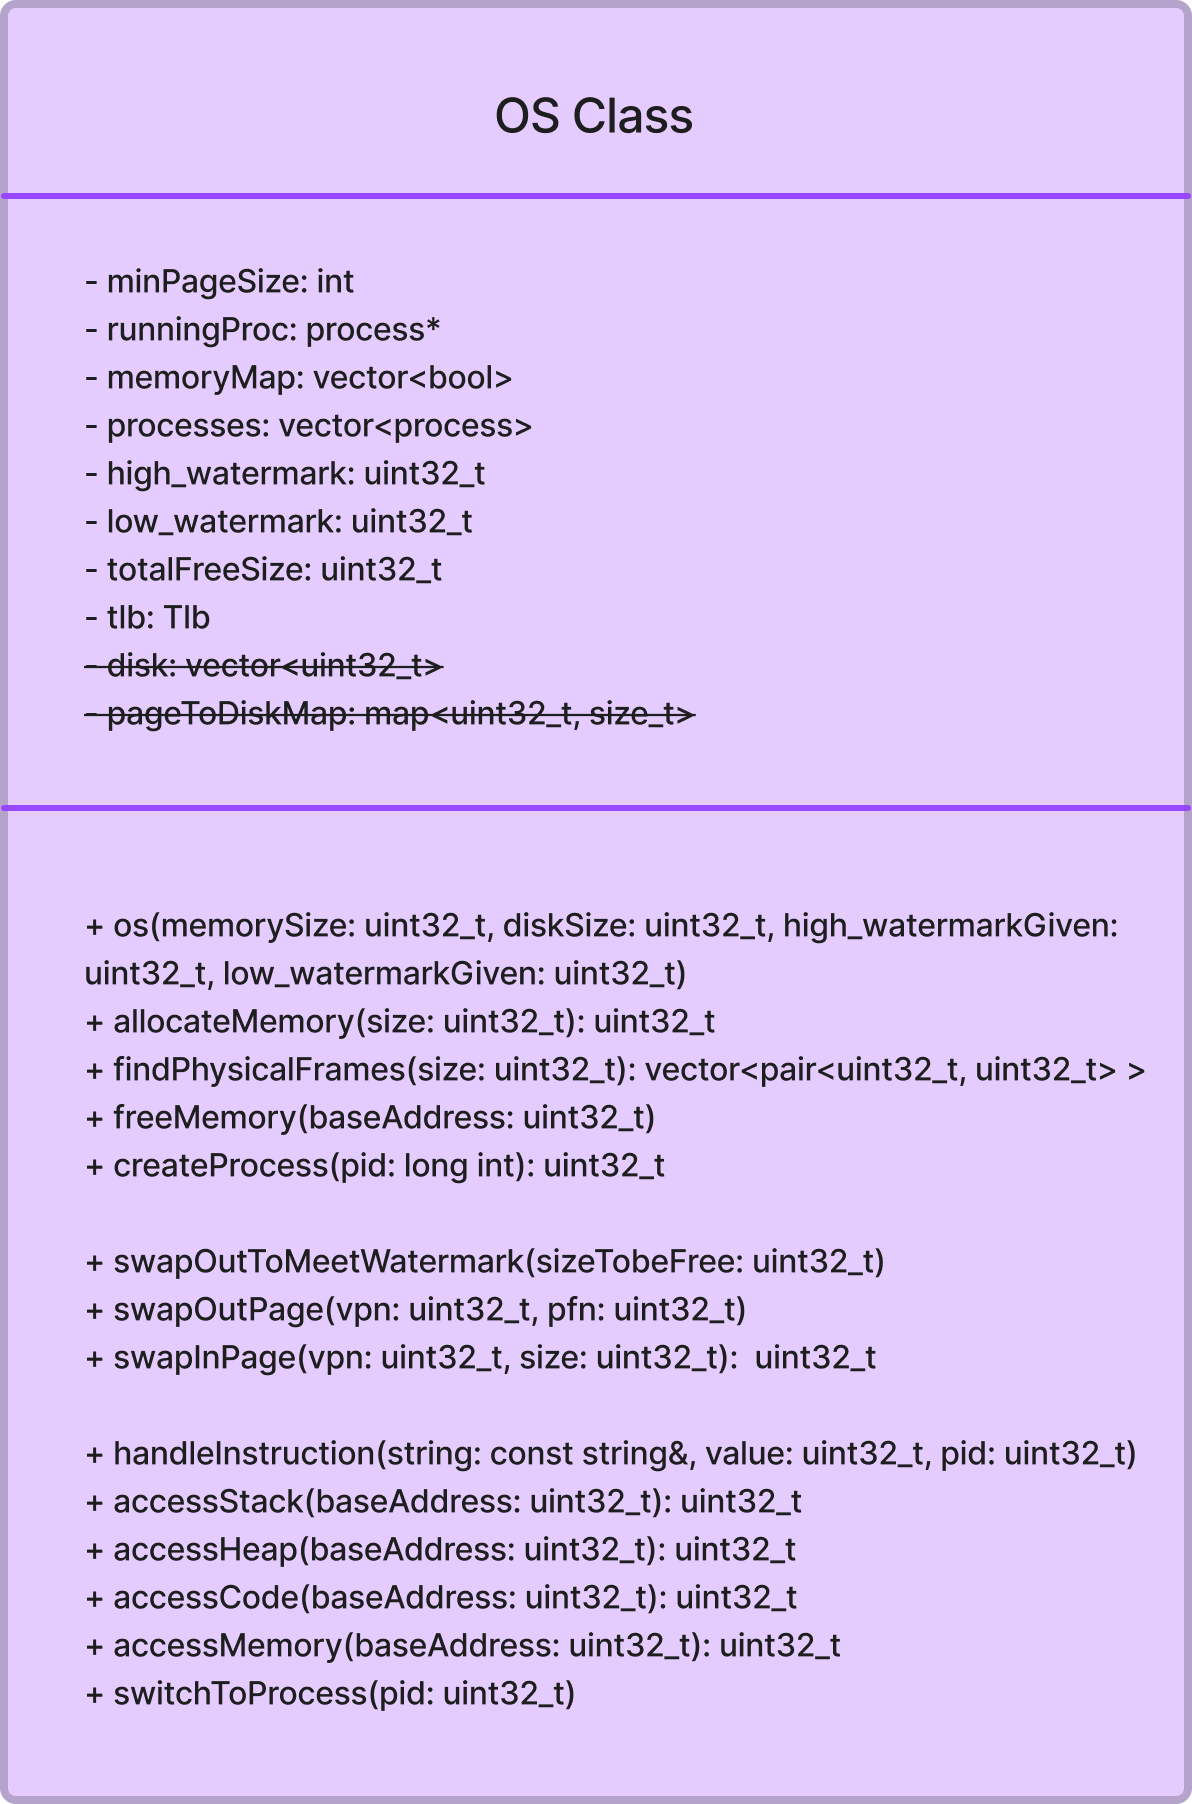 OS Class
- minPageSize: int
- runningProc: process*
- memoryMap: vector<bool>
- processes: vector<process>
- high_watermark: uint32_t
- low_watermark: uint32_t
- totalFreeSize: uint32_t
- tlb: Tlb
- disk: vector<uint32_t>
- pageToDiskMap: map<uint32_t, size_t>
+ os(memorySize: uint32_t, diskSize: uint32_t, high_watermarkGiven:
uint32_t, low_watermarkGiven: uint32_t)
+ allocateMemory(size: uint32_t): uint32_t
+ findPhysicalFrames(size: uint32_t): vector<pair<uint32_t, uint32_t> >
+ freeMemory(baseAddress: uint32_t)
+ createProcess(pid: long int): uint32_t
+ swapOutToMeetWatermark(sizeTobeFree: uint32_t)
+ swapOutPage(vpn: uint32_t, pfn: uint32_t)
+ swapInPage(vpn: uint32_t, size: uint32_t):  uint32_t
+ handleInstruction(string: const string&, value: uint32_t, pid: uint32_t)
+ accessStack(baseAddress: uint32_t): uint32_t
+ accessHeap(baseAddress: uint32_t): uint32_t
+ accessCode(baseAddress: uint32_t): uint32_t
+ accessMemory(baseAddress: uint32_t): uint32_t
+ switchToProcess(pid: uint32_t)